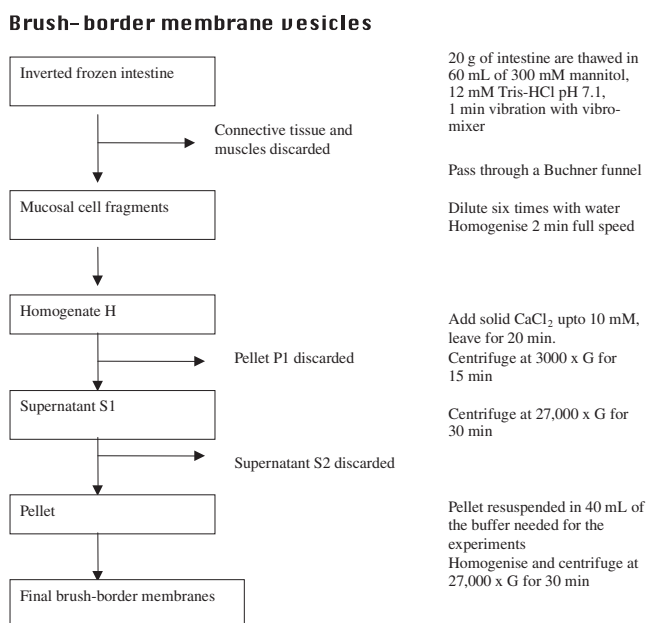 Brush-border membrane vesicles
Inverted frozen intestine
20 g of intestine are thawed in
60 mL of 300 mM mannitol,
12 mM Tris-HCl pH 7.1,
1 min vibration with vibro-
mixer
Connective tissue and
muscles discarded
Pass through a Buchner funnel
Mucosal cell fragments
Dilute six times with water
Homogenise 2 min full speed
Homogenate H
Add solid CaCl₂ upto 10 mM,
leave for 20 min.
Pellet P1 discarded
Centrifuge at 3000 x G for
15 min
Supernatant S1
Centrifuge at 27,000 x G for
30 min
Supernatant S2 discarded
Pellet
Pellet resuspended in 40 mL of
the buffer needed for the
experiments
Homogenise and centrifuge at
27,000 x G for 30 min
Final brush-border membranes